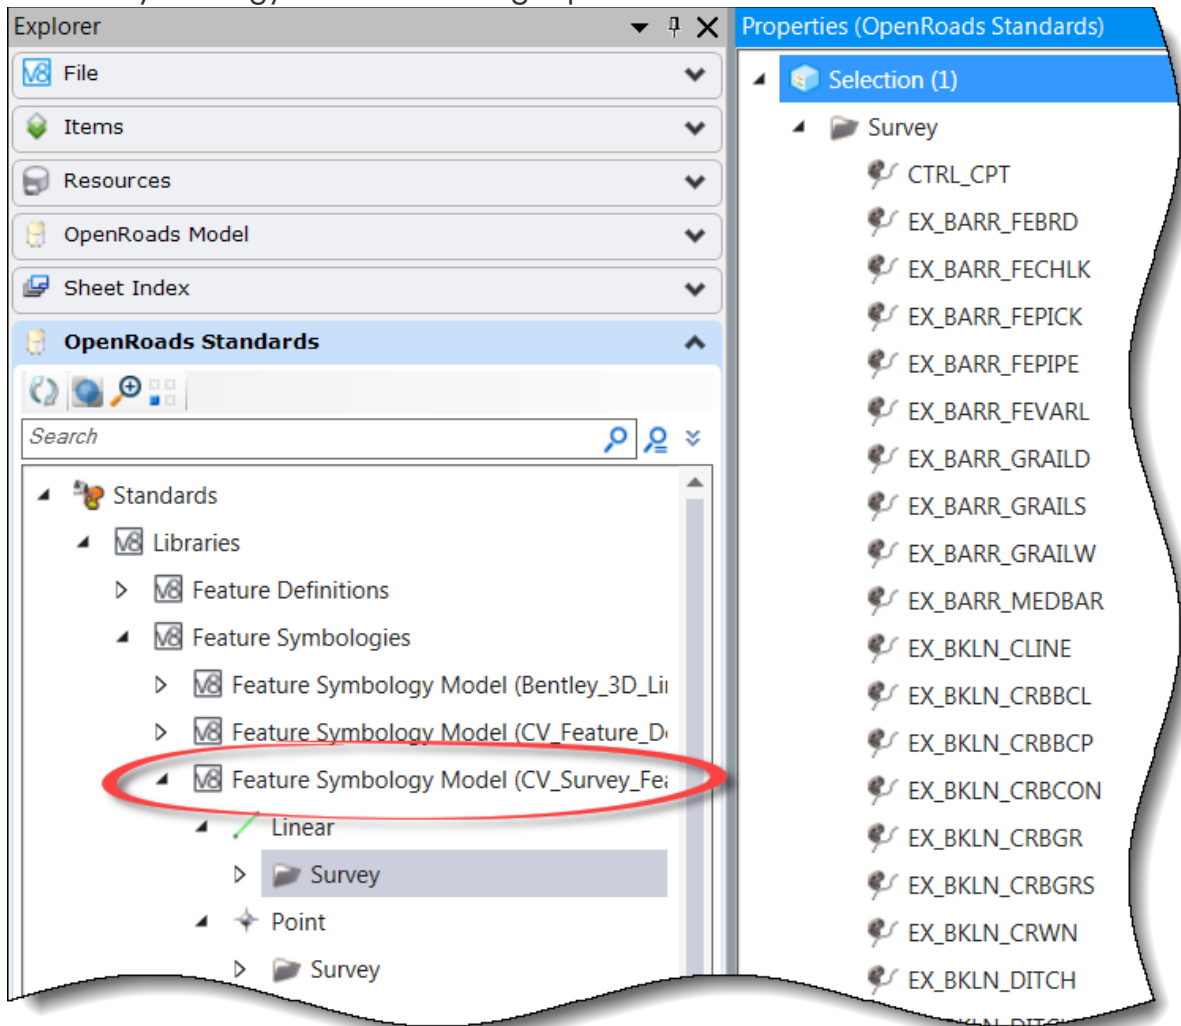 Explorer
File
Items
Resources
OpenRoads Model
Sheet Index
OpenRoads Standards
Search
Standards
Libraries
Feature Definitions
Feature Symbologies
Feature Symbology Model (Bentley_3D_Li
Feature Symbology Model (CV_Feature_D
Feature Symbology Model (CV_Survey_Fea
Linear
Survey
Point
Survey
Properties (OpenRoads Standards)
Selection (1)
Survey
CTRL_CPT
EX_BARR_FEBRD
EX_BARR_FECHLK
EX_BARR_FEPICK
EX_BARR_FEPIPE
EX_BARR_FEVARL
EX_BARR_GRAILD
EX_BARR_GRAILS
EX_BARR_GRAILW
EX_BARR_MEDBAR
EX_BKLN_CLINE
EX_BKLN_CRBBCL
EX_BKLN_CRBBCP
EX_BKLN_CRBCON
EX_BKLN_CRBGR
EX_BKLN_CRBGRS
EX_BKLN_CRWN
EX_BKLN_DITCH